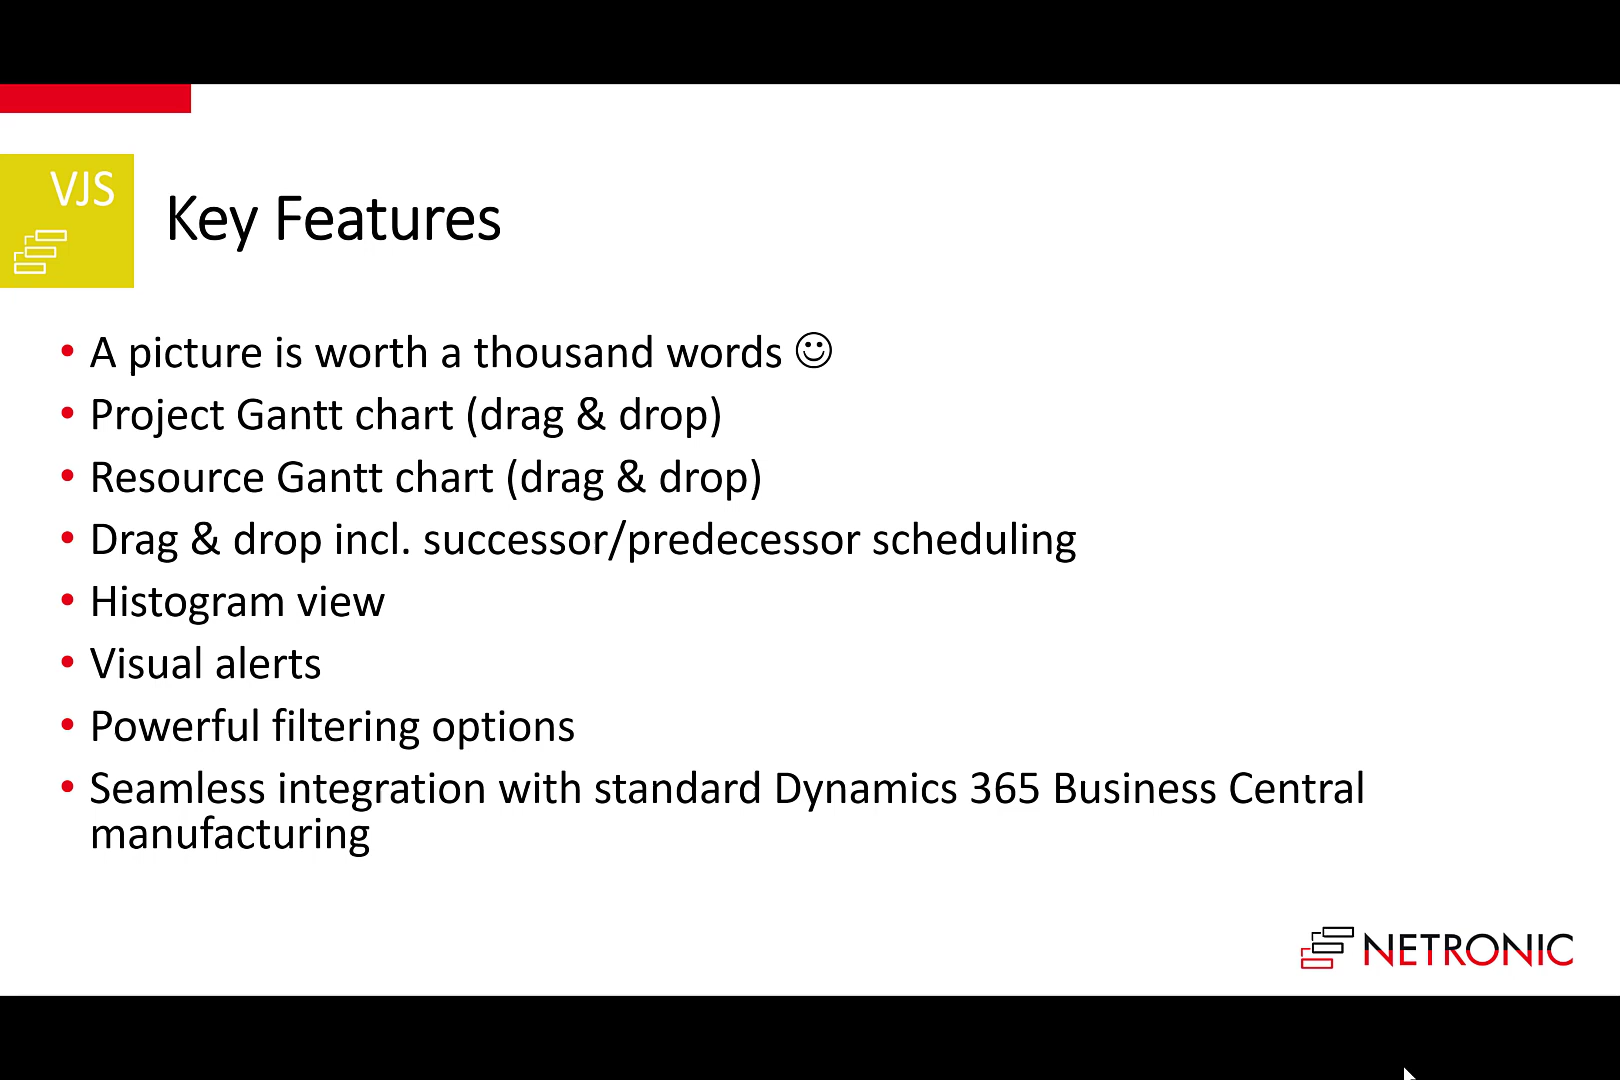 VJS
Key Features
• A picture is worth a thousand words ☺
• Project Gantt chart (drag & drop)
• Resource Gantt chart (drag & drop)
• Drag & drop incl. successor/predecessor scheduling
• Histogram view
• Visual alerts
• Powerful filtering options
• Seamless integration with standard Dynamics 365 Business Central
manufacturing
NETRONIC